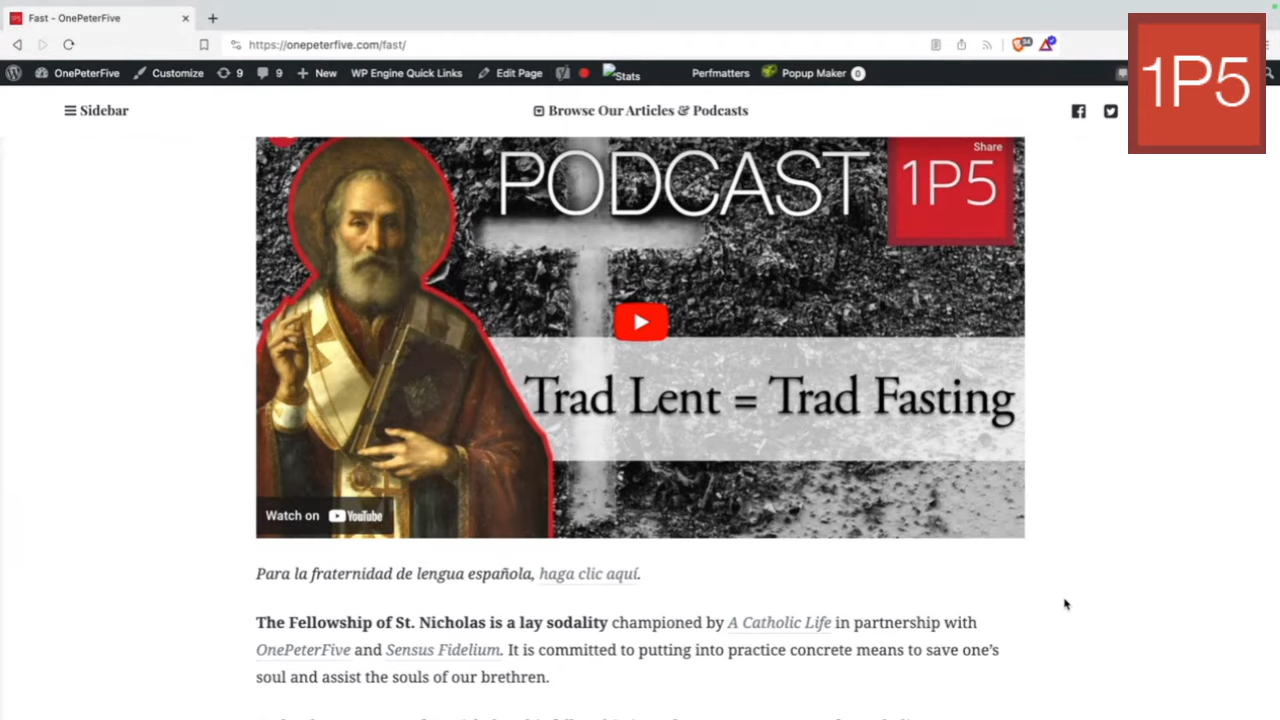 Fast - OnePeterFive
https://onepeterfive.com/fast/
OnePeterFive Customize 9 9 New WP Engine Quick Links Edit Page Stats Perfmatters Popup Maker 0
1P5
Sidebar
Browse Our Articles & Podcasts
PODCAST
Share
1P5
Trad Lent = Trad Fasting
Watch on YouTube
Para la fraternidad de lengua española, haga clic aquí.
The Fellowship of St. Nicholas is a lay sodality championed by A Catholic Life in partnership with
OnePeterFive and Sensus Fidelium. It is committed to putting into practice concrete means to save one's
soul and assist the souls of our brethren.